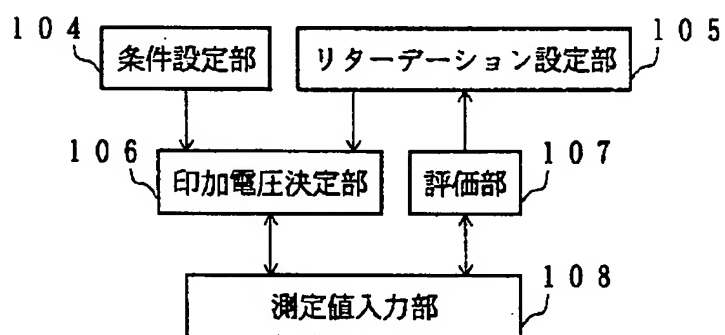 104
条件設定部
リターデーション設定部
105
106
印加電圧決定部
評価部
107
測定値入力部
108